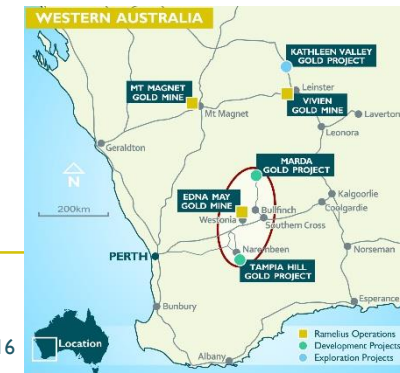 WESTERN AUSTRALIA
KATHLEEN VALLEY
GOLD PROJECT
MT MAGNET
GOLD MINE
Leinster
Mt Magnet
VIVIEN
GOLD MINE
Laverton
Leonora
Geraldton
MARDA
GOLD PROJECT
N
EDNA MAY
GOLD MINE
Kalgoorlie
200km
Bullfinch
Coolgardie
Westonia
Southern Cross
PERTH
Narembeen
Norseman
TAMPIA HILL
GOLD PROJECT
Bunbury
Esperance
16
Location
Ramelius Operations
Development Projects
Exploration Projects
Albany